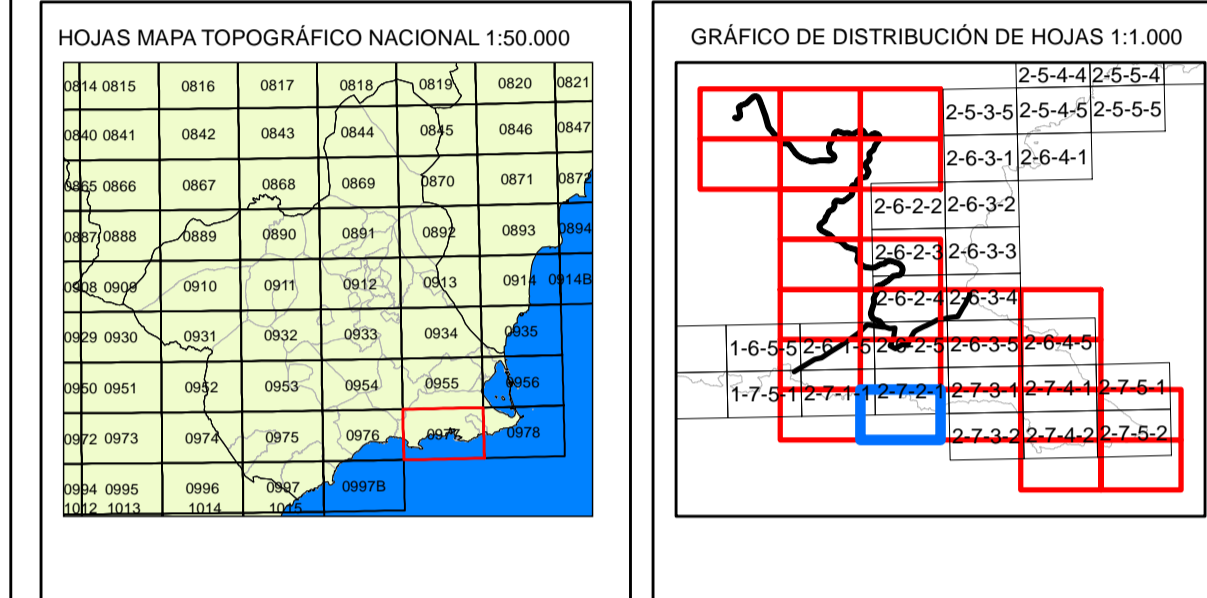 HOJAS MAPA TOPOGRÁFICO NACIONAL 1:50.000
0814 0815 0816 0817 0818 0819 0820 0821
0840 0841 0842 0843 0844 0845 0846 0847
0865 0866 0867 0868 0869 0870 0871 0872
0887 0888 0889 0890 0891 0892 0893 0894
0908 0909 0910 0911 0912 0913 0914 0914B
0929 0930 0931 0932 0933 0934 0935
0950 0951 0952 0953 0954 0955 0956
0972 0973 0974 0975 0976 0977 0978
0994 0995 0996 0997 0997B
1012 1013 1014 1015
GRÁFICO DE DISTRIBUCIÓN DE HOJAS 1:1.000
2-5-4-4 2-5-5-4
2-5-3-5 2-5-4-5 2-5-5-5
2-6-3-1 2-6-4-1
2-6-2-2 2-6-3-2
2-6-2-3 2-6-3-3
2-6-2-4 2-6-3-4
1-6-5-5 2-6-1-5 2-6-2-5 2-6-3-5 2-6-4-5
1-7-5-1 2-7-1-1 2-7-2-1 2-7-3-1 2-7-4-1 2-7-5-1
2-7-3-2 2-7-4-2 2-7-5-2